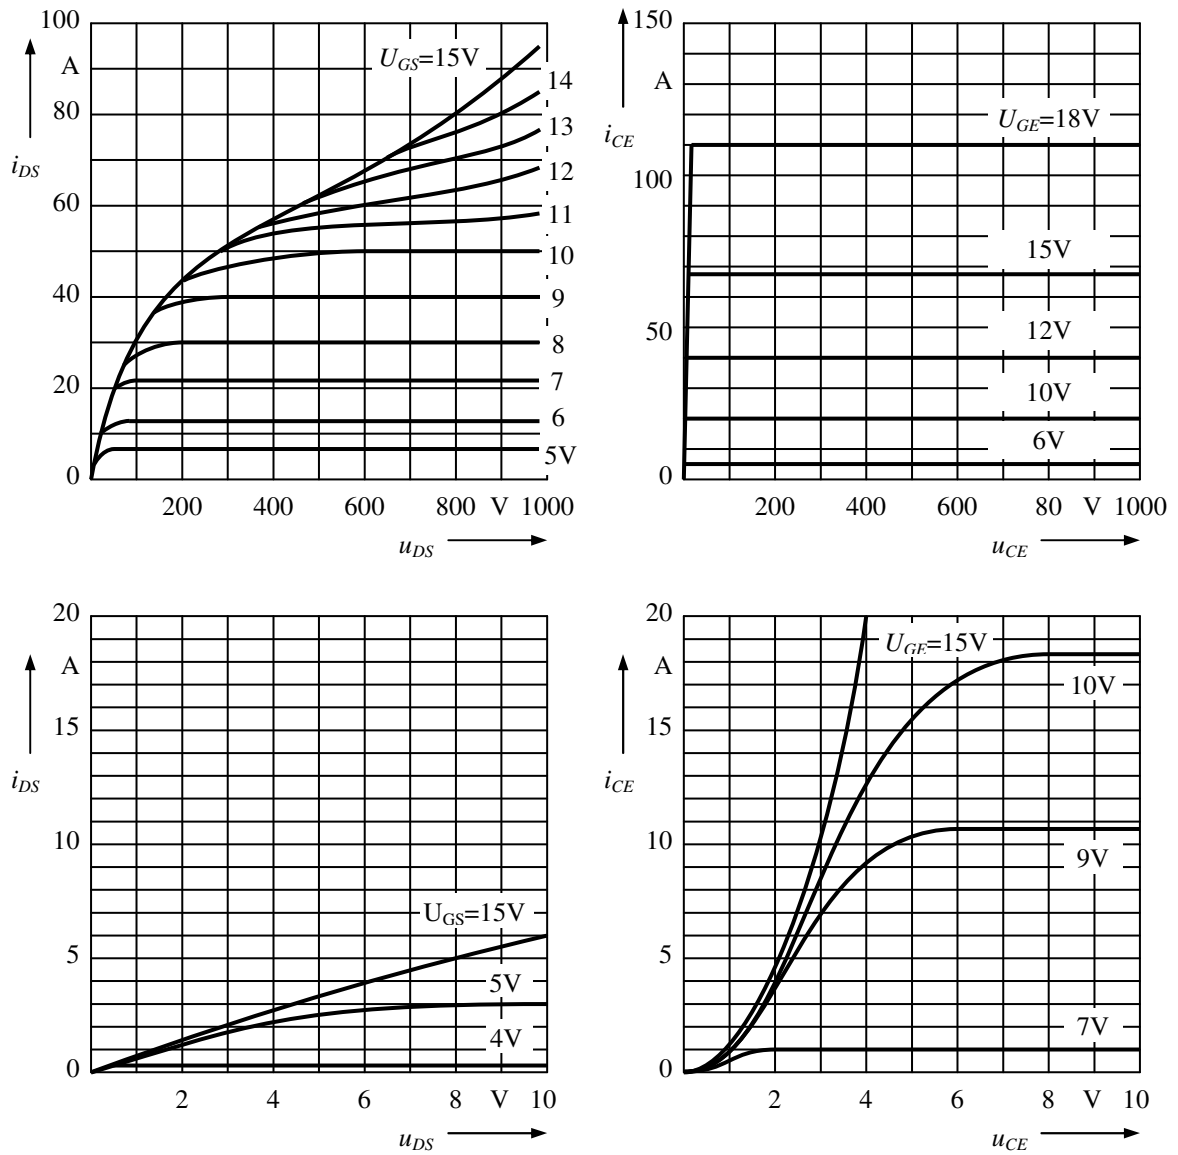 100
A
80
i_DS
60
40
20
0
U_GS=15V
14
13
12
11
10
9
8
7
6
5V
200 400 600 800 V 1000
u_DS
150
A
i_CE
100
50
0
U_GE=18V
15V
12V
10V
6V
200 400 600 80 V 1000
u_CE
20
A
15
i_DS
10
5
0
U_GS=15V
5V
4V
2 4 6 8 V 10
u_DS
20
A
15
i_CE
10
5
0
U_GE=15V
10V
9V
7V
2 4 6 8 V 10
u_CE